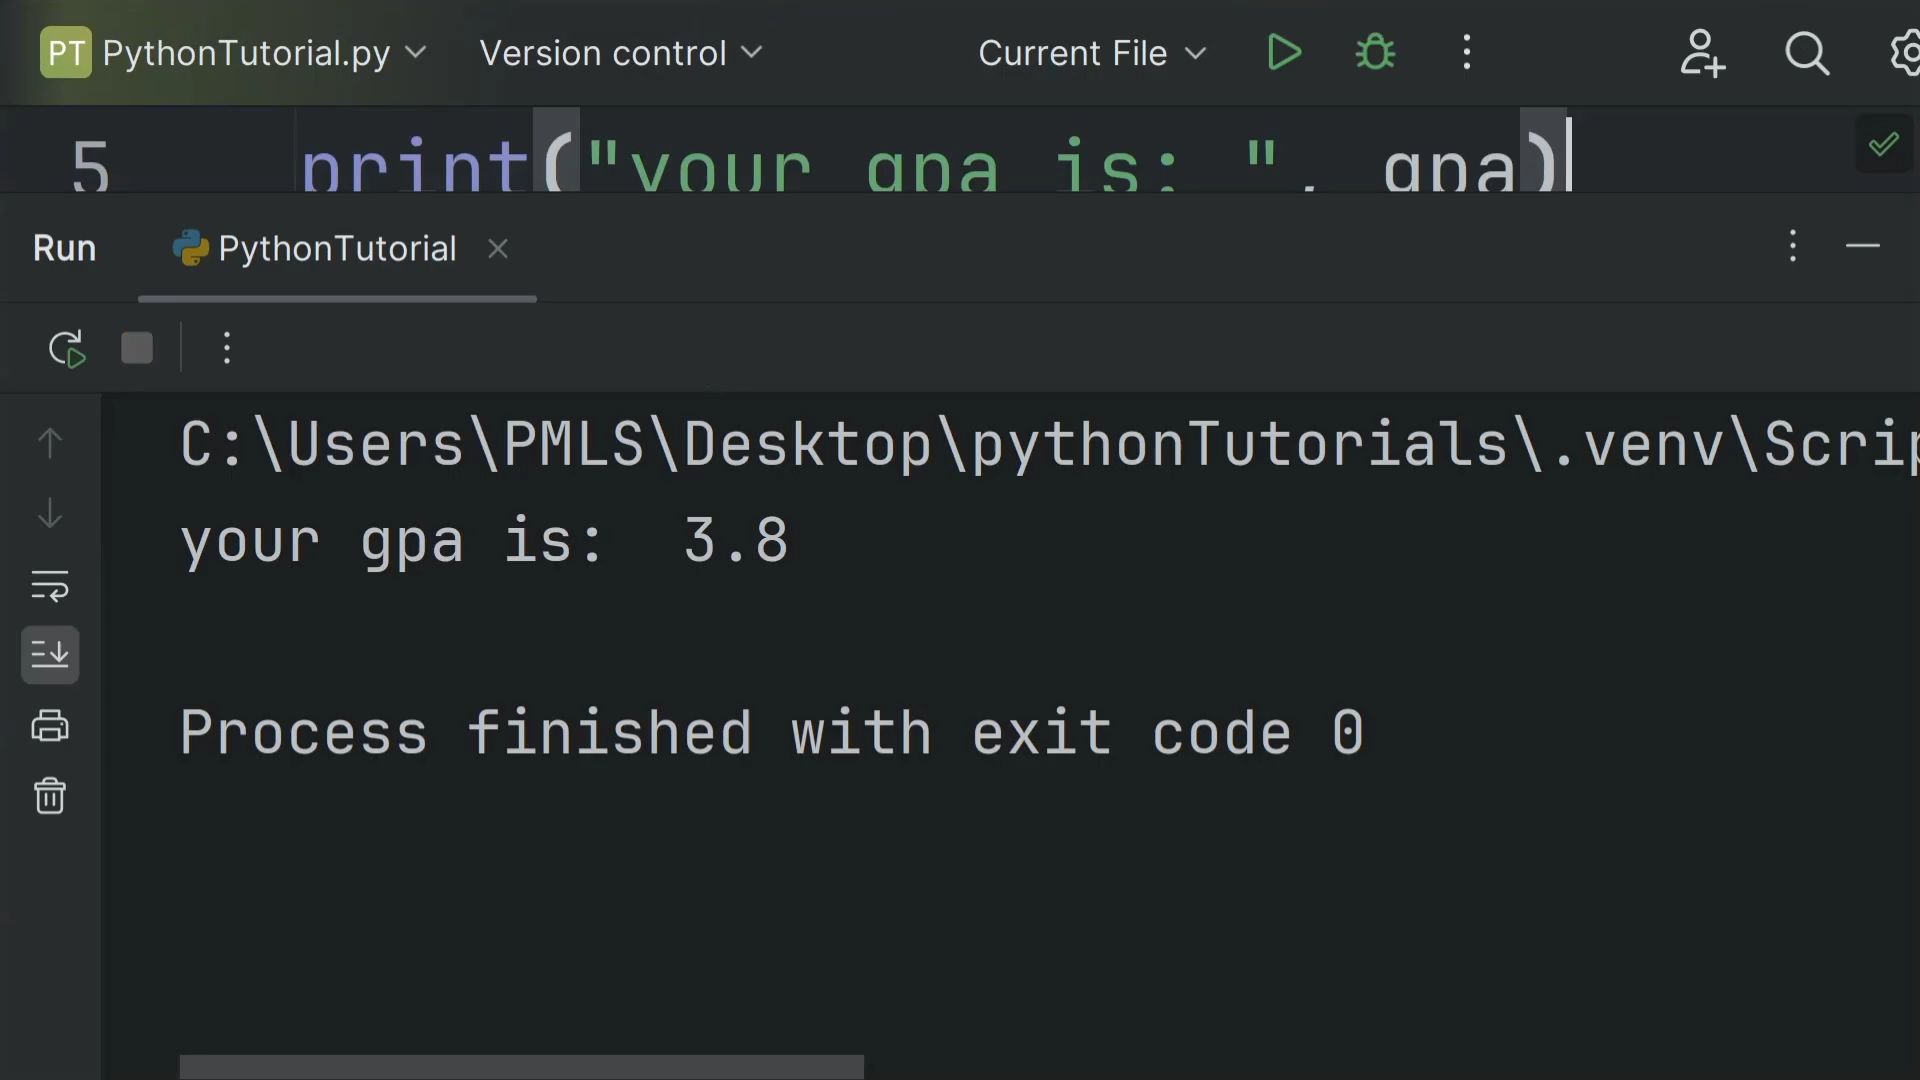 PT PythonTutorial.py Version control Current File
5 print("your gpa is: ", gpa)
Run PythonTutorial
C:\Users\PMLS\Desktop\pythonTutorials\.venv\Scrip
your gpa is:  3.8
Process finished with exit code 0